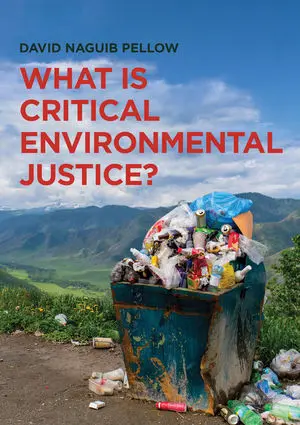 DAVID NAGUIB PELLOW
WHAT IS
CRITICAL
ENVIRONMENTAL
JUSTICE?